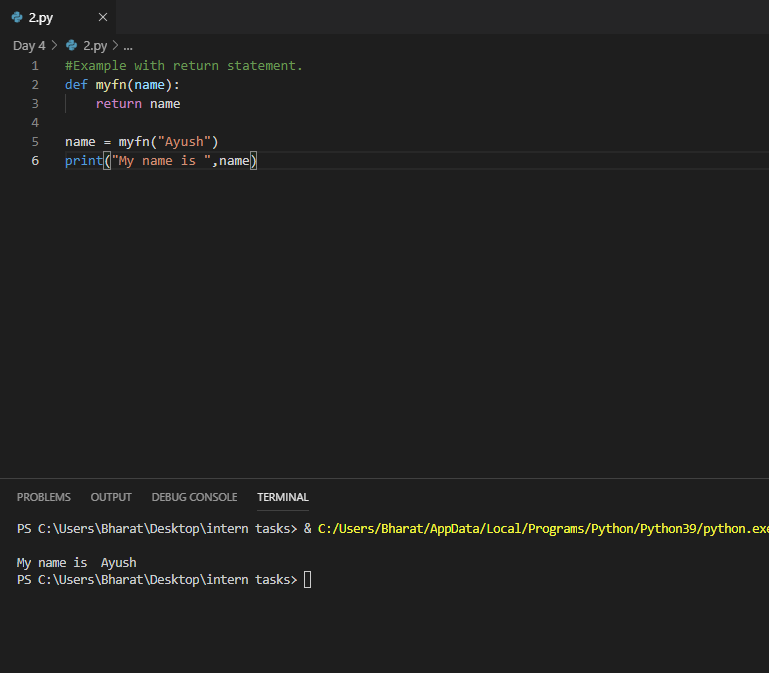 2.py
Day 4 > 2.py > ...
1 #Example with return statement.
2 def myfn(name):
3     return name
4
5 name = myfn("Ayush")
6 print("My name is ",name)
PROBLEMS OUTPUT DEBUG CONSOLE TERMINAL
PS C:\Users\Bharat\Desktop\intern tasks> & C:/Users/Bharat/AppData/Local/Programs/Python/Python39/python.exe
My name is  Ayush
PS C:\Users\Bharat\Desktop\intern tasks>